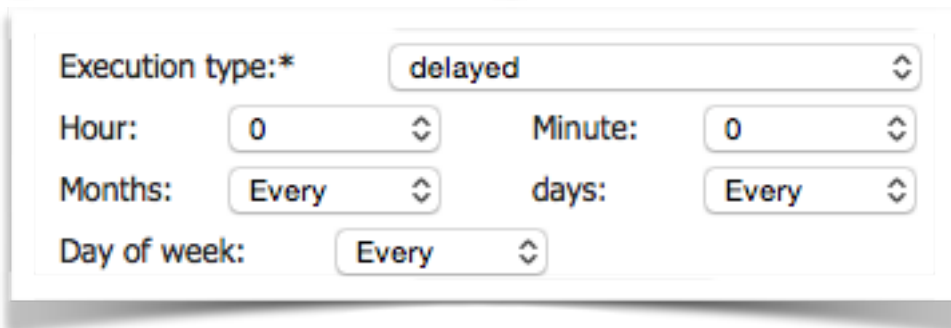 Execution type:* delayed
Hour: 0 Minute: 0
Months: Every days: Every
Day of week: Every